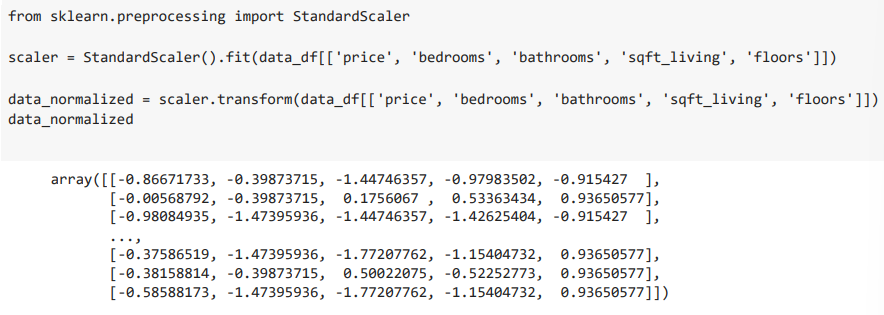 from sklearn.preprocessing import StandardScaler
scaler = StandardScaler().fit(data_df[['price', 'bedrooms', 'bathrooms', 'sqft_living', 'floors']])
data_normalized = scaler.transform(data_df[['price', 'bedrooms', 'bathrooms', 'sqft_living', 'floors']])
data_normalized
array([[-0.86671733, -0.39873715, -1.44746357, -0.97983502, -0.915427  ],
[-0.00568792, -0.39873715,  0.1756067 ,  0.53363434,  0.93650577],
[-0.98084935, -1.47395936, -1.44746357, -1.42625404, -0.915427  ],
...,
[-0.37586519, -1.47395936, -1.77207762, -1.15404732,  0.93650577],
[-0.38158814, -0.39873715,  0.50022075, -0.52252773,  0.93650577],
[-0.58588173, -1.47395936, -1.77207762, -1.15404732,  0.93650577]])